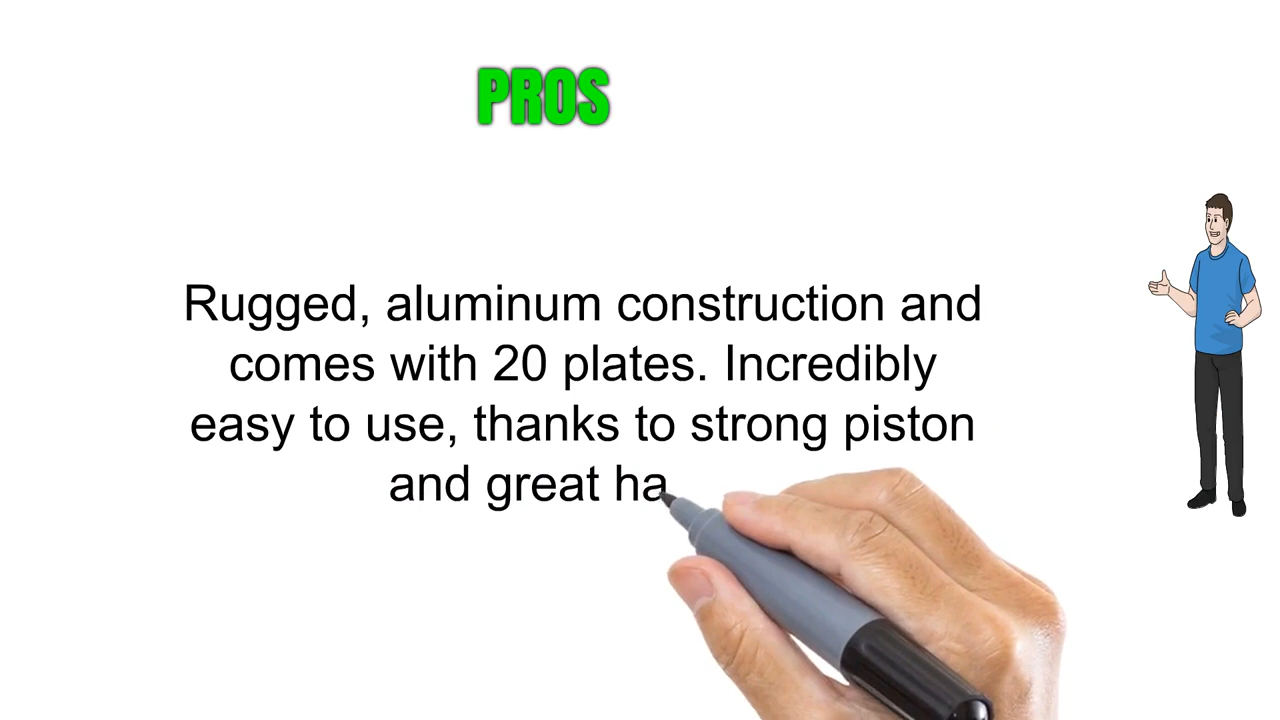 PROS
Rugged, aluminum construction and
comes with 20 plates. Incredibly
easy to use, thanks to strong piston
and great ha